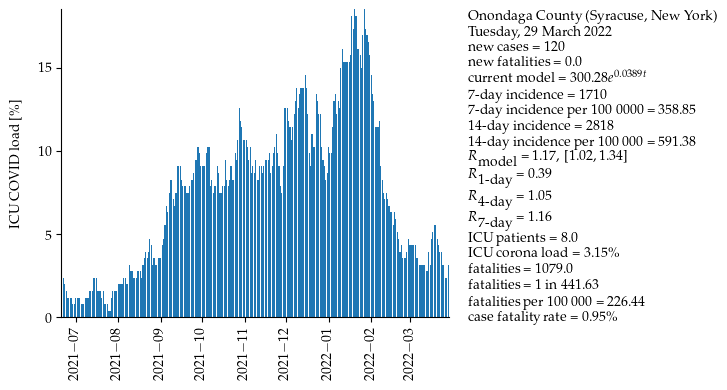 ICU COVID load [%]
15
10
5
0
2021−07
2021−08
2021−09
2021−10
2021−11
2021−12
2022−01
2022−02
2022−03
Onondaga County (Syracuse, New York)
Tuesday, 29 March 2022
new cases = 120
new fatalities = 0.0
current model = 300.28e^0.0389t
7-day incidence = 1710
7-day incidence per 100 0000 = 358.85
14-day incidence = 2818
14-day incidence per 100 000 = 591.38
R_model = 1.17, [1.02, 1.34]
R_1-day = 0.39
R_4-day = 1.05
R_7-day = 1.16
ICU patients = 8.0
ICU corona load = 3.15%
fatalities = 1079.0
fatalities = 1 in 441.63
fatalities per 100 000 = 226.44
case fatality rate = 0.95%